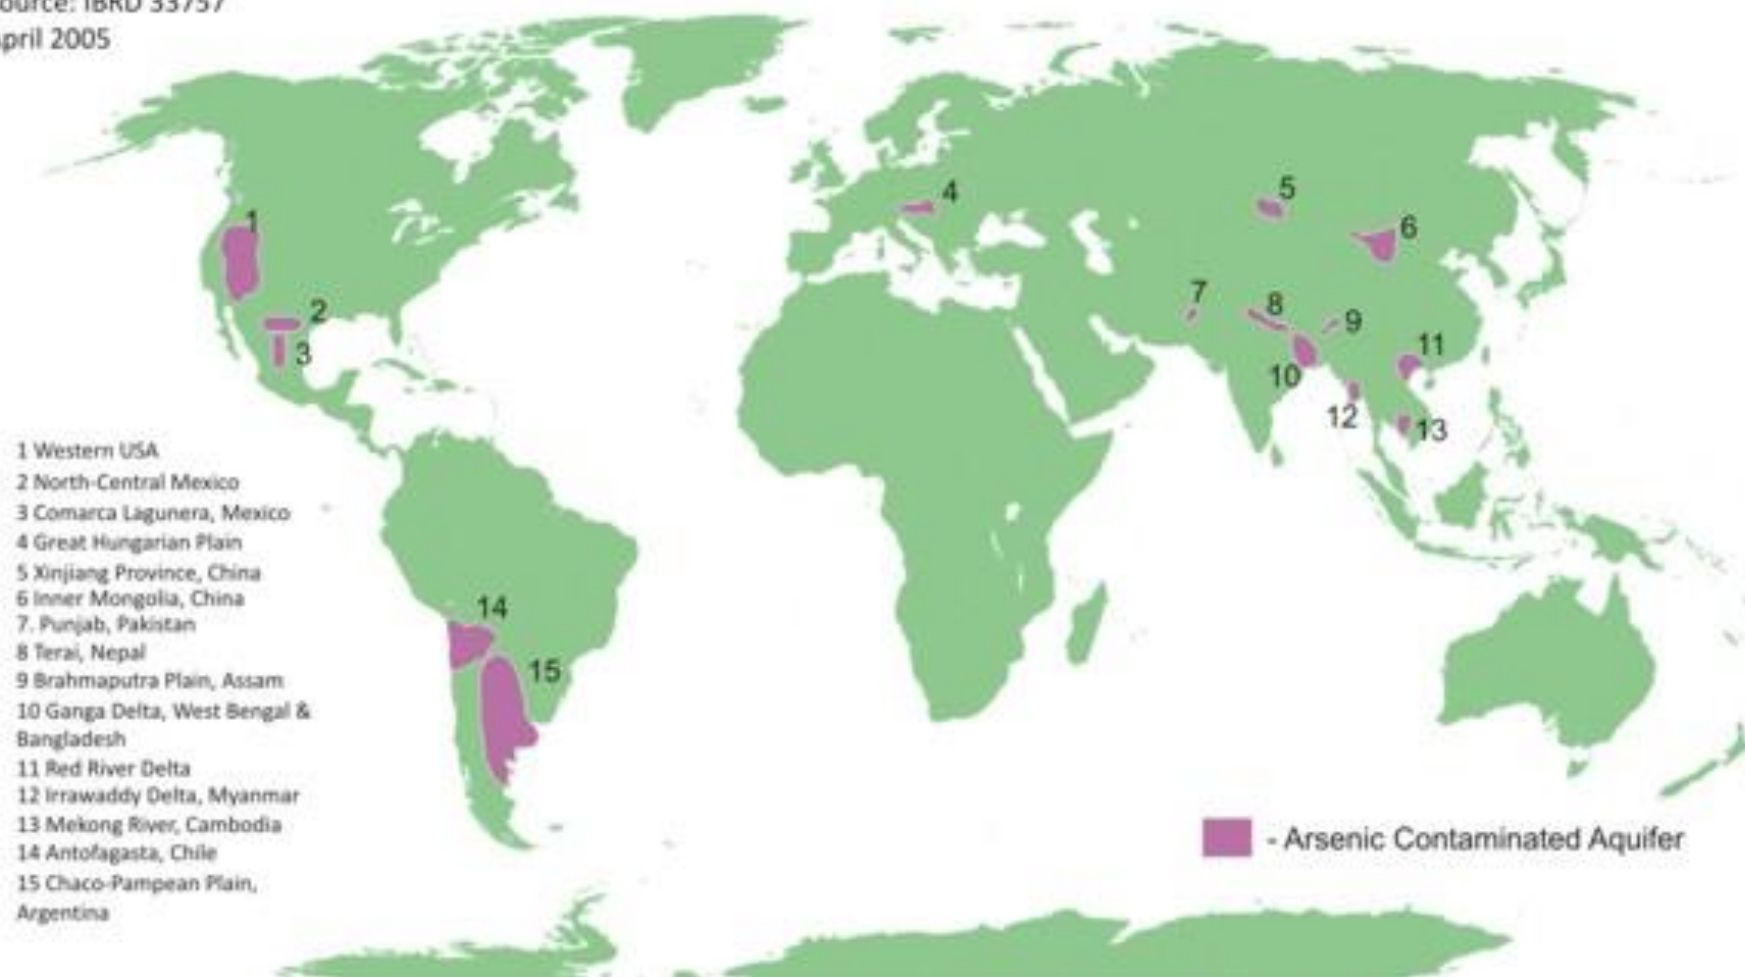 ource: IBRD 33757
pril 2005
1
2
3
4
5
6
7
8
9
10
11
12
13
14
15
1 Western USA
2 North-Central Mexico
3 Comarca Lagunera, Mexico
4 Great Hungarian Plain
5 Xinjiang Province, China
6 Inner Mongolia, China
7. Punjab, Pakistan
8 Terai, Nepal
9 Brahmaputra Plain, Assam
10 Ganga Delta, West Bengal &
Bangladesh
11 Red River Delta
12 Irrawaddy Delta, Myanmar
13 Mekong River, Cambodia
14 Antofagasta, Chile
15 Chaco-Pampean Plain,
Argentina
- Arsenic Contaminated Aquifer